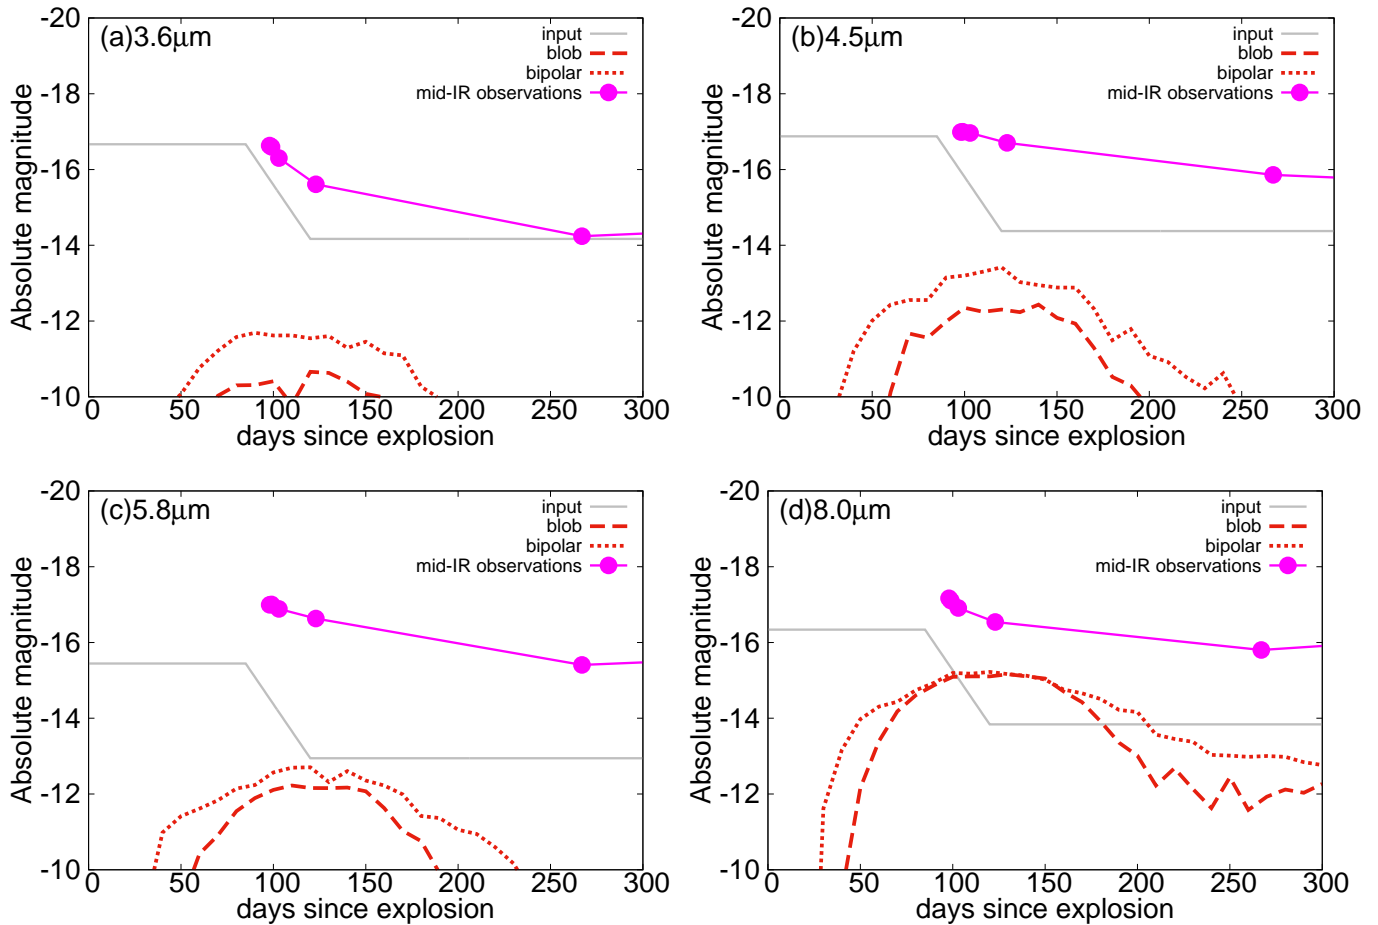 (a)3.6μm
input
blob
bipolar
mid-IR observations
Absolute magnitude
-20
-18
-16
-14
-12
-10
0 50 100 150 200 250 300
days since explosion
(b)4.5μm
input
blob
bipolar
mid-IR observations
Absolute magnitude
-20
-18
-16
-14
-12
-10
0 50 100 150 200 250 300
days since explosion
(c)5.8μm
input
blob
bipolar
mid-IR observations
Absolute magnitude
-20
-18
-16
-14
-12
-10
0 50 100 150 200 250 300
days since explosion
(d)8.0μm
input
blob
bipolar
mid-IR observations
Absolute magnitude
-20
-18
-16
-14
-12
-10
0 50 100 150 200 250 300
days since explosion